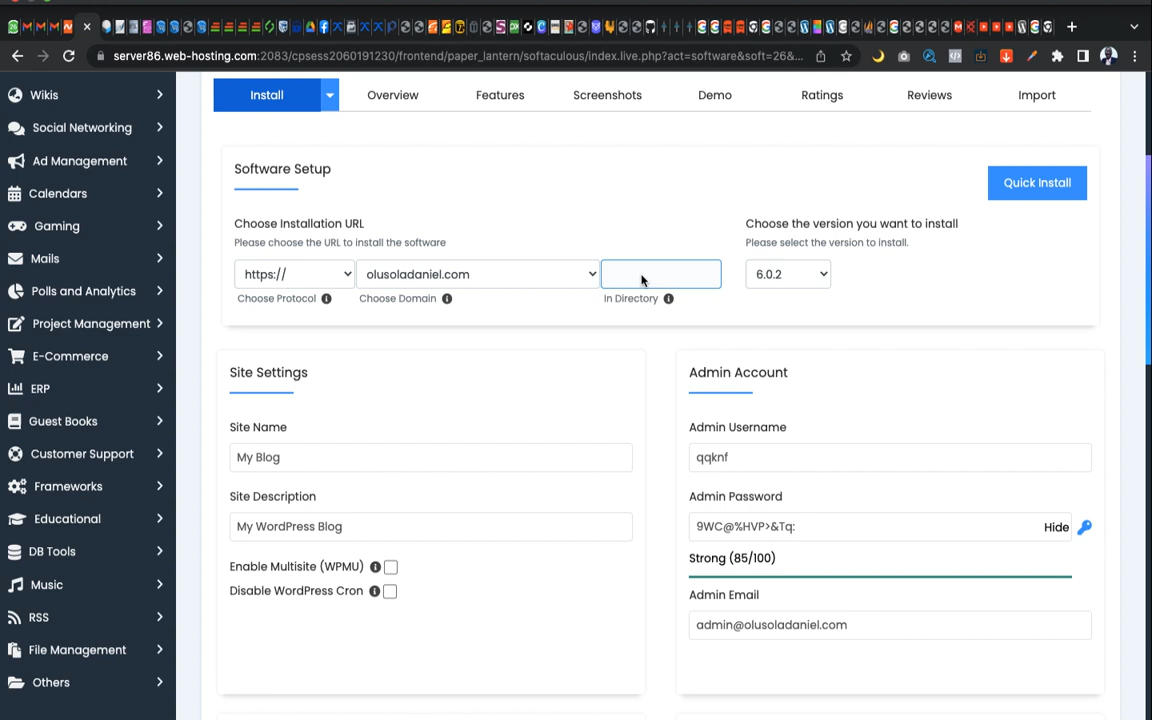 server86.web-hosting.com:2083/cpsess2060191230/frontend/paper_lantern/softaculous/index.live.php?act=software&soft=26&...
Wikis
Social Networking
Ad Management
Calendars
Gaming
Mails
Polls and Analytics
Project Management
E-Commerce
ERP
Guest Books
Customer Support
Frameworks
Educational
DB Tools
Music
RSS
File Management
Others
Install
Overview
Features
Screenshots
Demo
Ratings
Reviews
Import
Software Setup
Quick Install
Choose Installation URL
Please choose the URL to install the software
https://
olusoladaniel.com
Choose Protocol
Choose Domain
In Directory
Choose the version you want to install
Please select the version to install.
6.0.2
Site Settings
Site Name
My Blog
Site Description
My WordPress Blog
Enable Multisite (WPMU)
Disable WordPress Cron
Admin Account
Admin Username
qqknf
Admin Password
9WC@%HVP>&Tq:
Hide
Strong (85/100)
Admin Email
admin@olusoladaniel.com